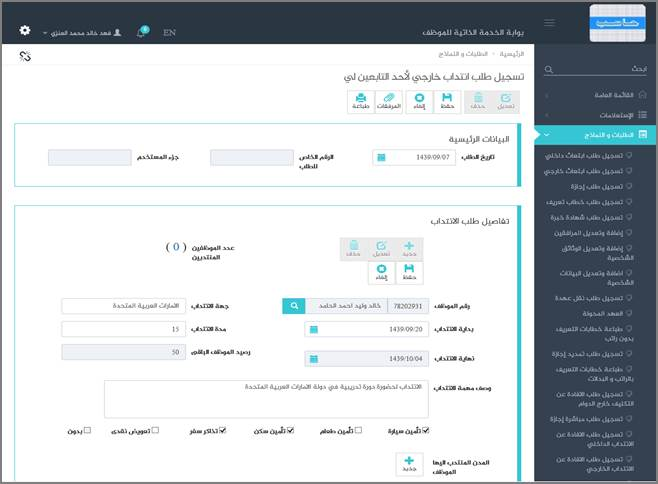 حاسب
بوابة الخدمة الذاتية للموظف
EN
6
فهد خالد محمد العنزي
الرئيسية - الطلبات و النماذج
ابحث
القائمة العامة
الإستعلامات
الطلبات و النماذج
تسجيل طلب ابتعاث داخلي
تسجيل طلب ابتعاث خارجي
تسجيل طلب إجازة
تسجيل طلب خطاب تعريف
تسجيل طلب شهادة خبرة
إضافة وتعديل المرافقين
إضافة وتعديل الوثائق
الشخصية
اضافة وتعديل البيانات
الشخصية
تسجيل طلب نقل عهدة
العهد المحولة
طباعة خطابات التعريف
بدون راتب
تسجيل طلب تمديد إجازة
طباعة خطابات التعريف
بالراتب و البدلات
تسجيل طلب الافادة عن
التكليف خارج الدوام
تسجيل طلب مباشرة إجازة
تسجيل طلب الافادة عن
الانتداب الداخلي
تسجيل طلب الافادة عن
الانتداب الخارجي
تسجيل طلب انتداب خارجي لأحد التابعين لي
تعديل
حذف
حفظ
إلغاء
المرفقات
طباعة
البيانات الرئيسية
تاريخ الطلب
1439/09/07
الرقم الخاص
للطلب
جزء المستخدم
تفاصيل طلب الانتداب
جديد
تعديل
حذف
حفظ
إلغاء
عدد الموظفين
المنتدبين
( 0 )
رقم الموظف
78202931
خالد وليد احمد الحامد
جهة الانتداب
الامارات العربية المتحدة
بداية الانتداب
1439/09/20
مدة الانتداب
15
نهاية الانتداب
1439/10/04
رصيد الموظف الباقي
50
وصف مهمة الانتداب
الانتداب لحضورة دورة تدريبية في دولة الامارات العربية المتحدة
تأمين سيارة
تأمين طعام
تأمين سكن
تذاكر سفر
تعويض نقدي
بدون
المدن المنتدب اليها
الموظف
جديد